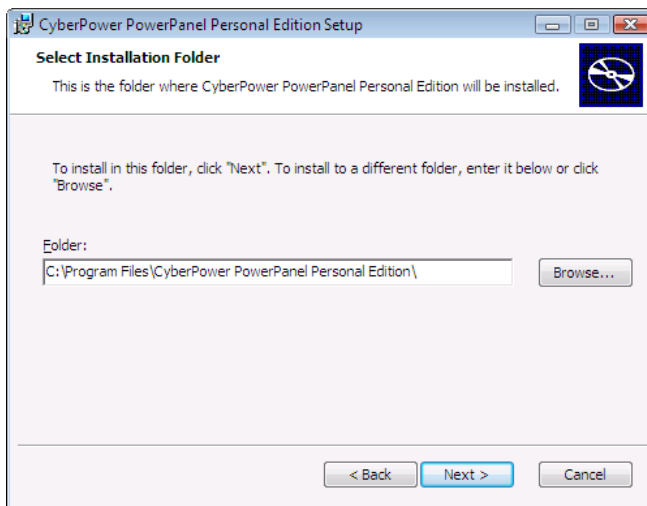 CyberPower PowerPanel Personal Edition Setup
Select Installation Folder
This is the folder where CyberPower PowerPanel Personal Edition will be installed.
To install in this folder, click "Next". To install to a different folder, enter it below or click
"Browse".
Folder:
C:\Program Files\CyberPower PowerPanel Personal Edition\
Browse...
< Back
Next >
Cancel